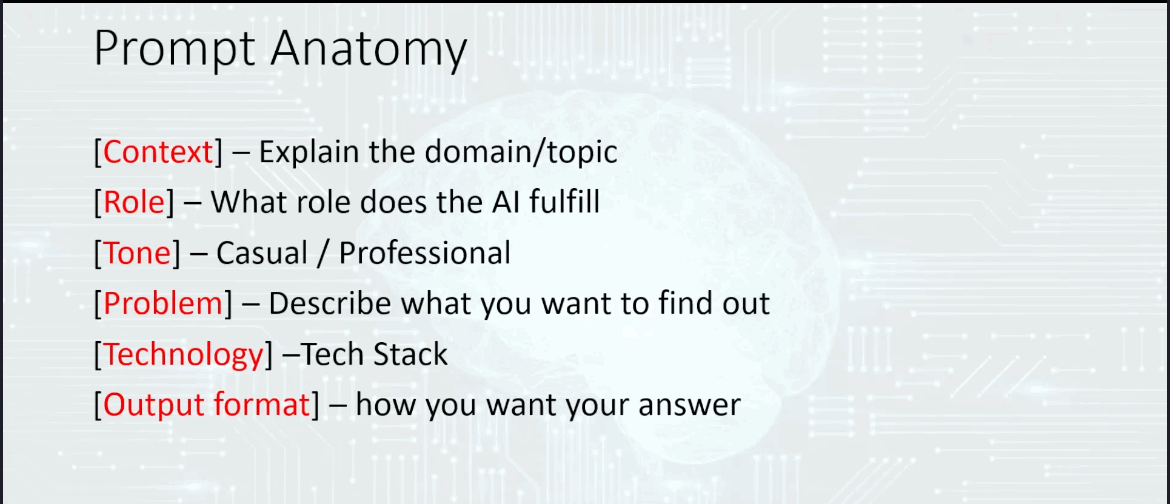 Prompt Anatomy
[Context] – Explain the domain/topic
[Role] – What role does the AI fulfill
[Tone] – Casual / Professional
[Problem] – Describe what you want to find out
[Technology] –Tech Stack
[Output format] – how you want your answer